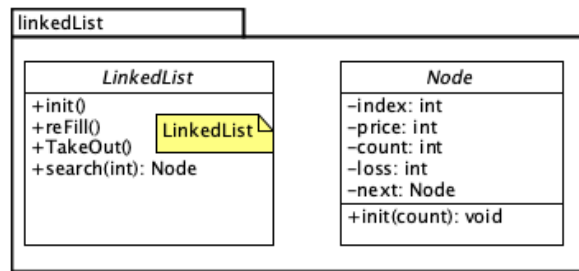 linkedList
LinkedList
+init()
+reFill()
+TakeOut()
+search(int): Node
LinkedList
Node
-index: int
-price: int
-count: int
-loss: int
-next: Node
+init(count): void